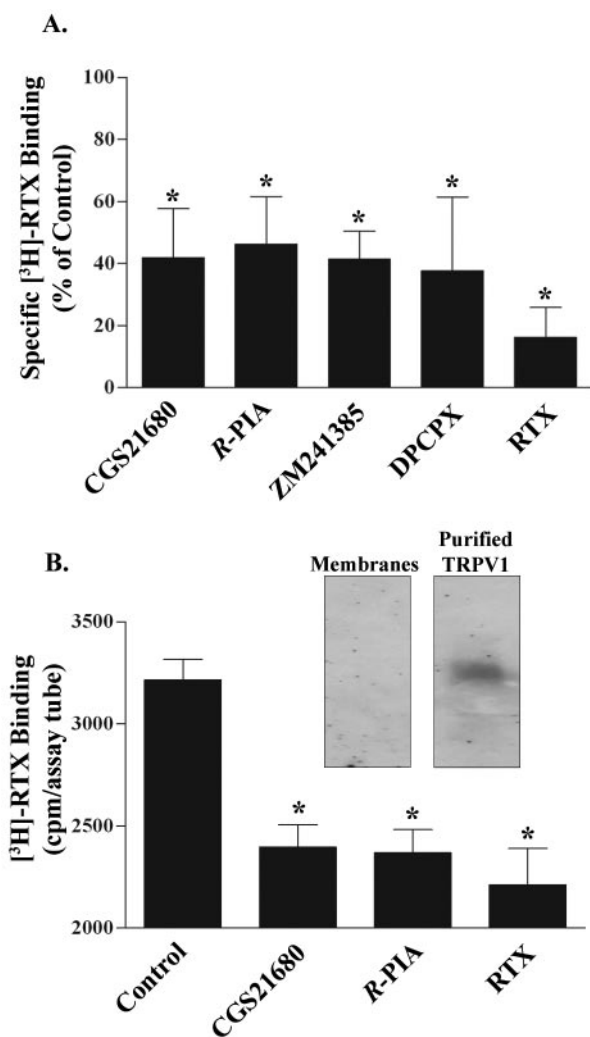 A.
Specific [³H]-RTX Binding
(% of Control)
100
80
60
40
20
0
* * * * *
CGS21680
R-PIA
ZM241385
DPCPX
RTX
B.
Membranes
Purified
TRPV1
[³H]-RTX Binding
(cpm/assay tube)
3500
3000
2500
2000
* * *
Control
CGS21680
R-PIA
RTX